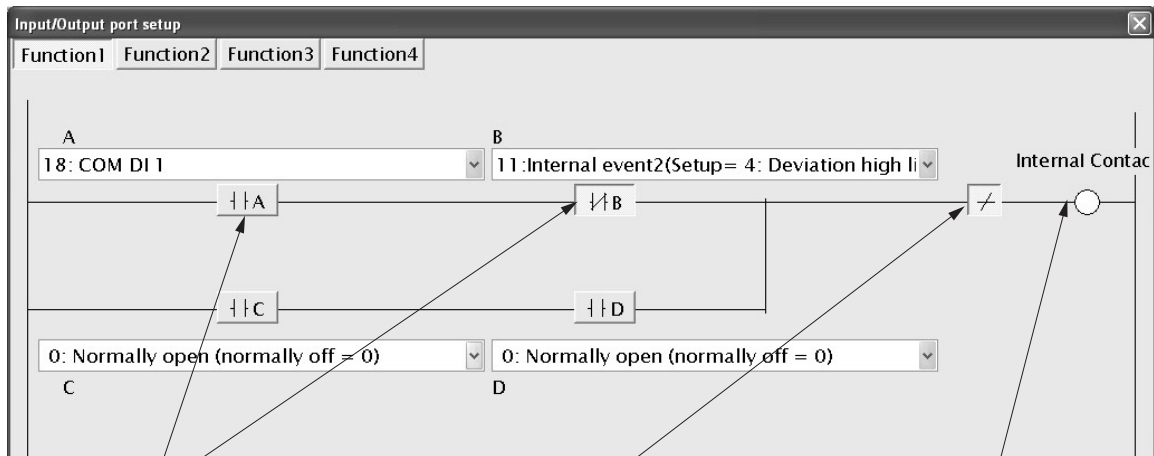 Input/Output port setup
Function1 Function2 Function3 Function4
A B
18: COM DI 1 11:Internal event2(Setup= 4: Deviation high li
Internal Contac
A B
C D
0: Normally open (normally off = 0) 0: Normally open (normally off = 0)
C D